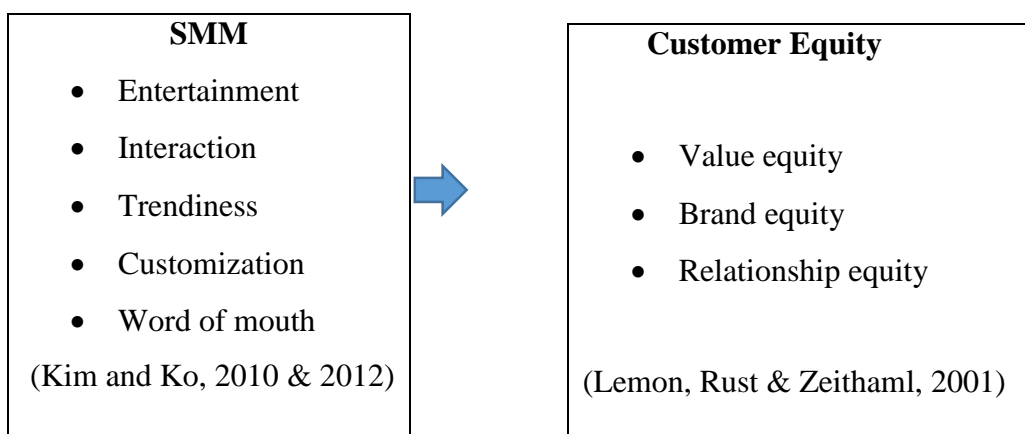 SMM
• Entertainment
• Interaction
• Trendiness
• Customization
• Word of mouth
(Kim and Ko, 2010 & 2012)
Customer Equity
• Value equity
• Brand equity
• Relationship equity
(Lemon, Rust & Zeithaml, 2001)